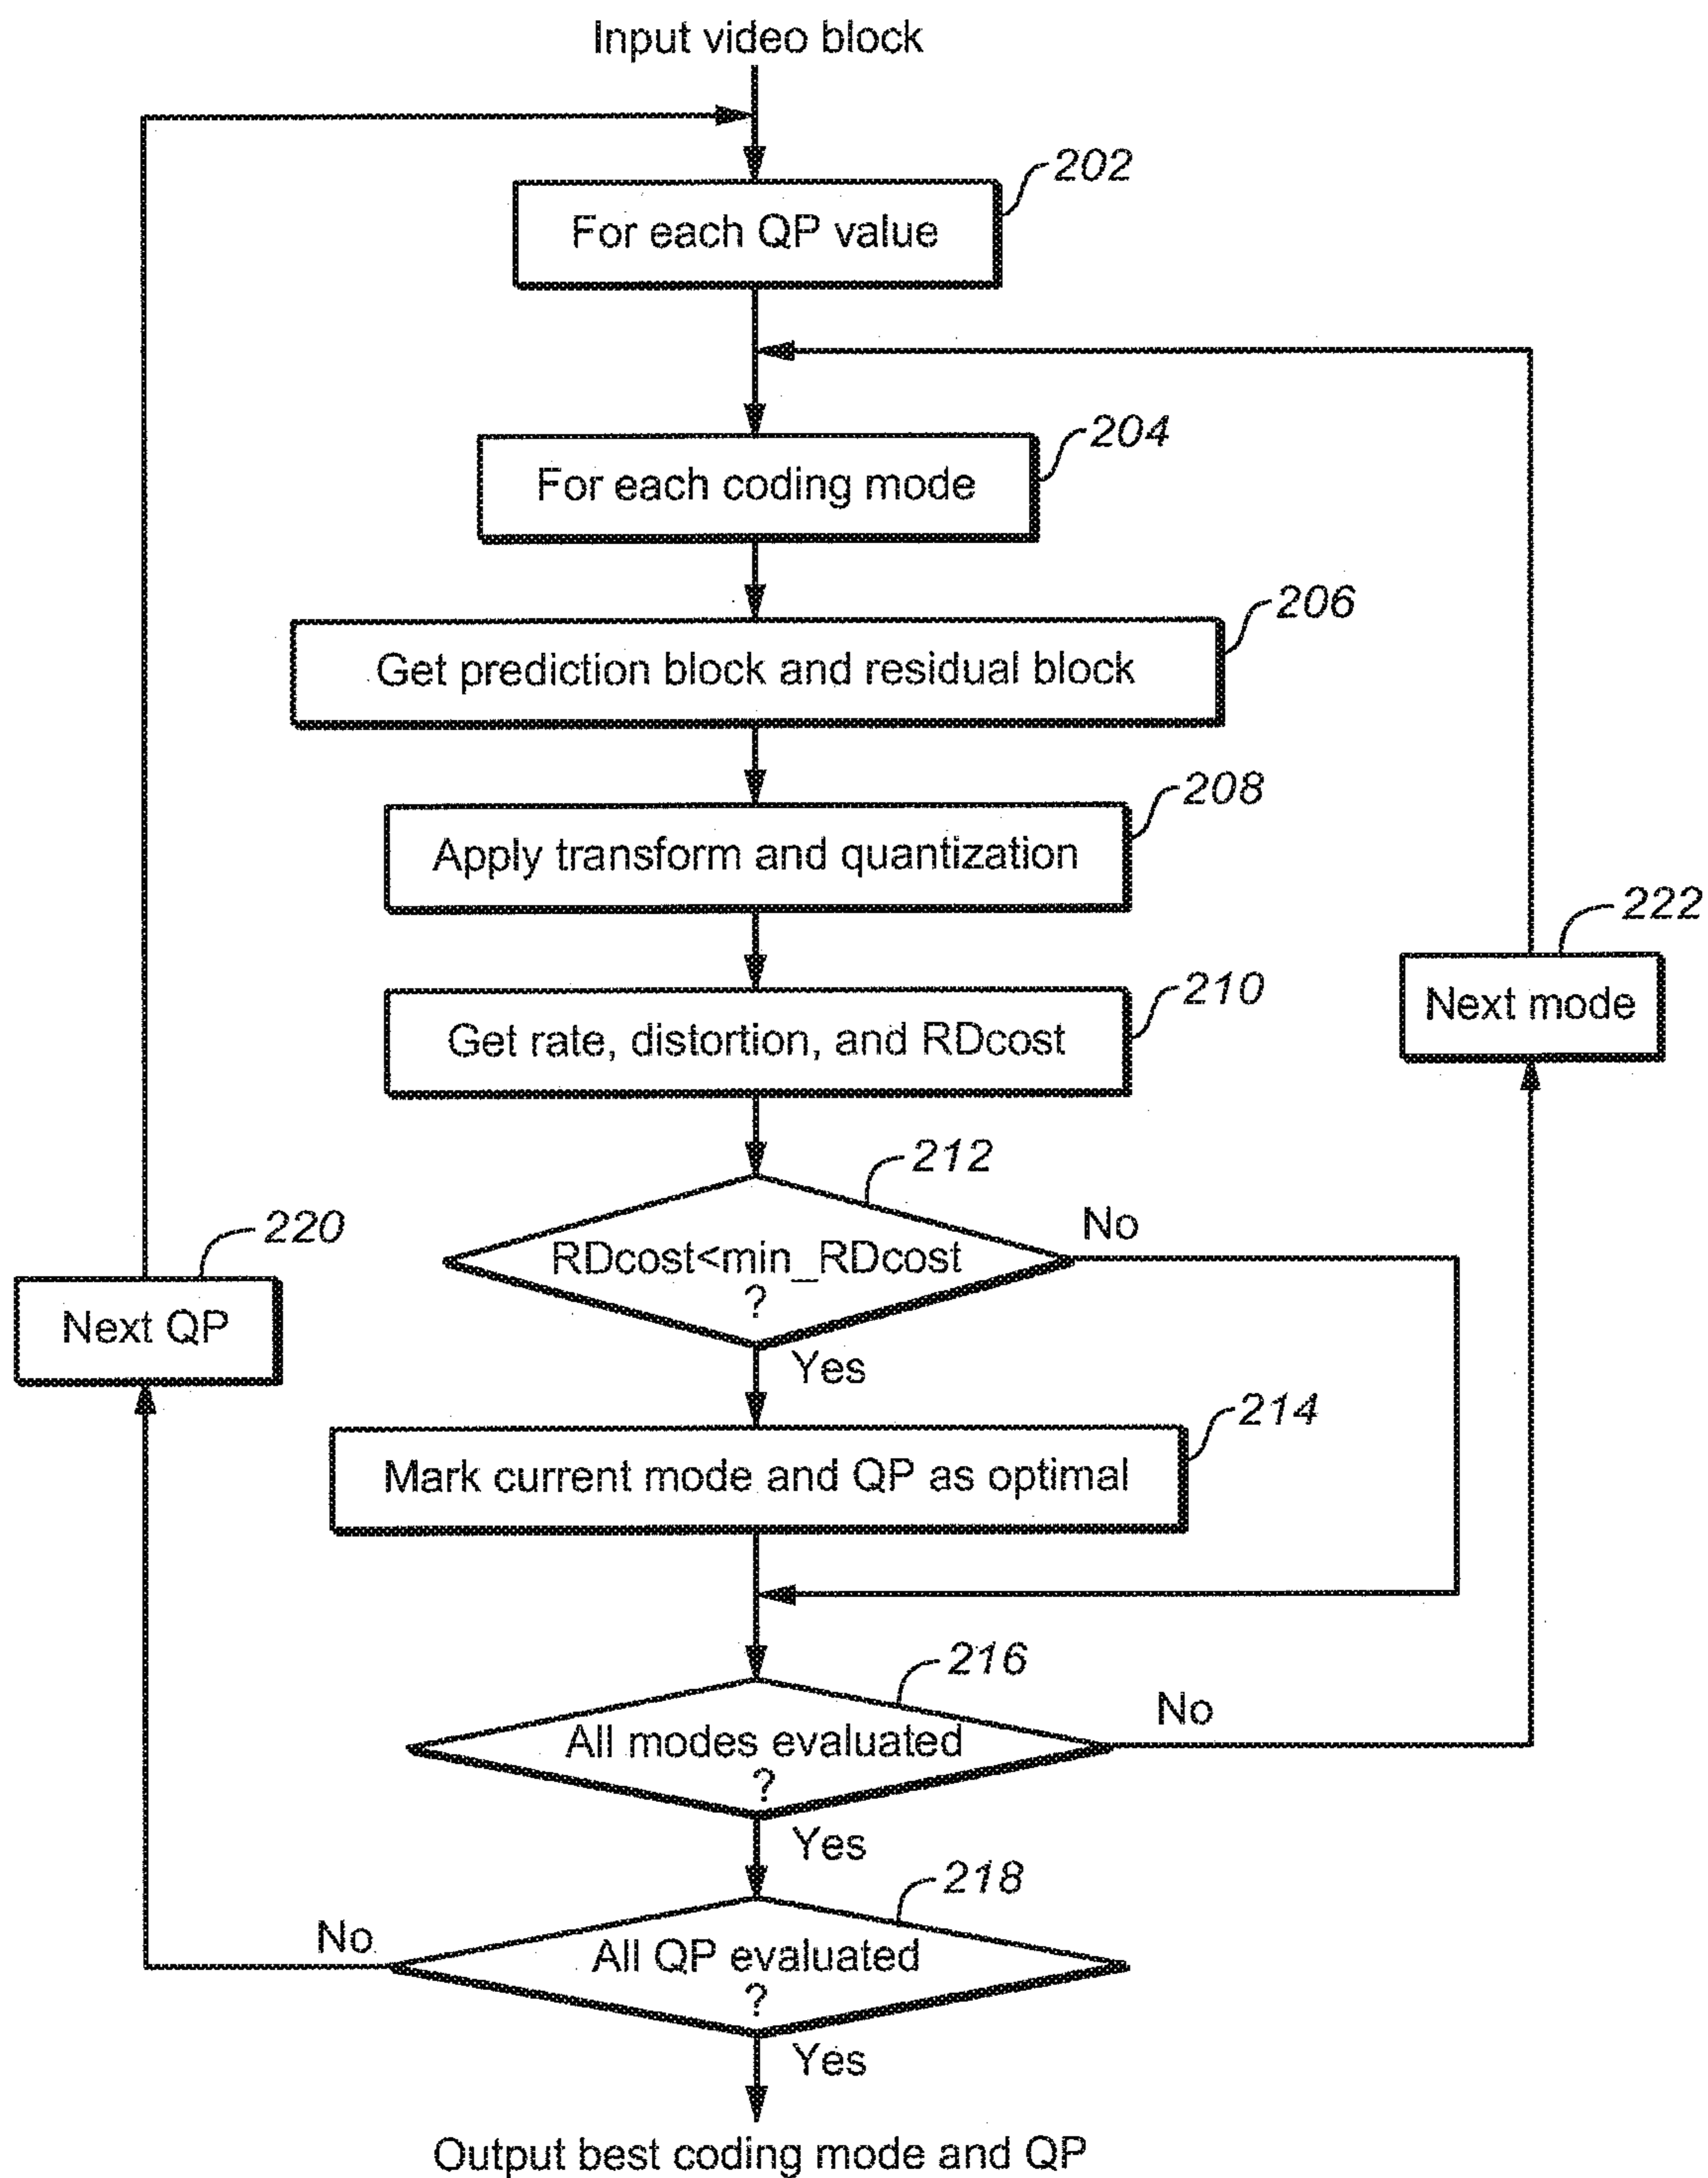 Input video block
202
For each QP value
204
For each coding mode
206
Get prediction block and residual block
208
Apply transform and quantization
222
Next mode
210
Get rate, distortion, and RDcost
212
RDcost<min_RDcost
?
No
Yes
220
Next QP
214
Mark current mode and QP as optimal
216
All modes evaluated
?
No
Yes
218
All QP evaluated
?
No
Yes
Output best coding mode and QP